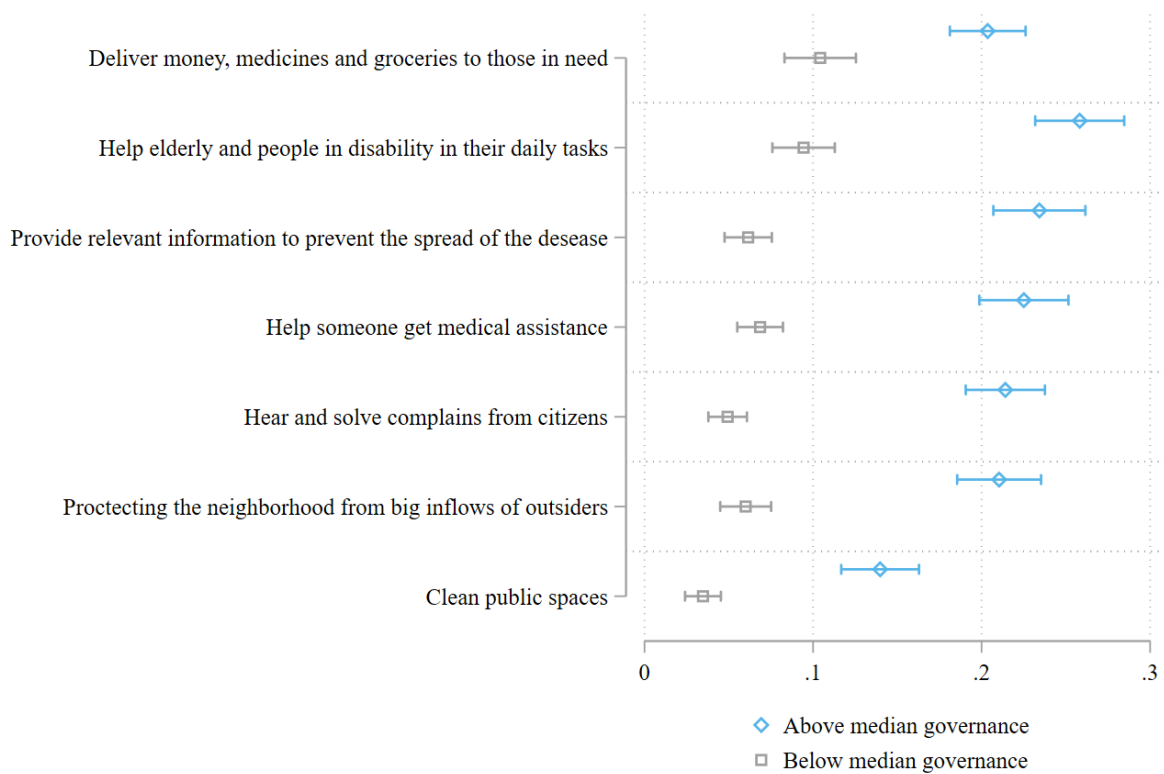 Deliver money, medicines and groceries to those in need
Help elderly and people in disability in their daily tasks
Provide relevant information to prevent the spread of the desease
Help someone get medical assistance
Hear and solve complains from citizens
Proctecting the neighborhood from big inflows of outsiders
Clean public spaces
0 .1 .2 .3
Above median governance
Below median governance